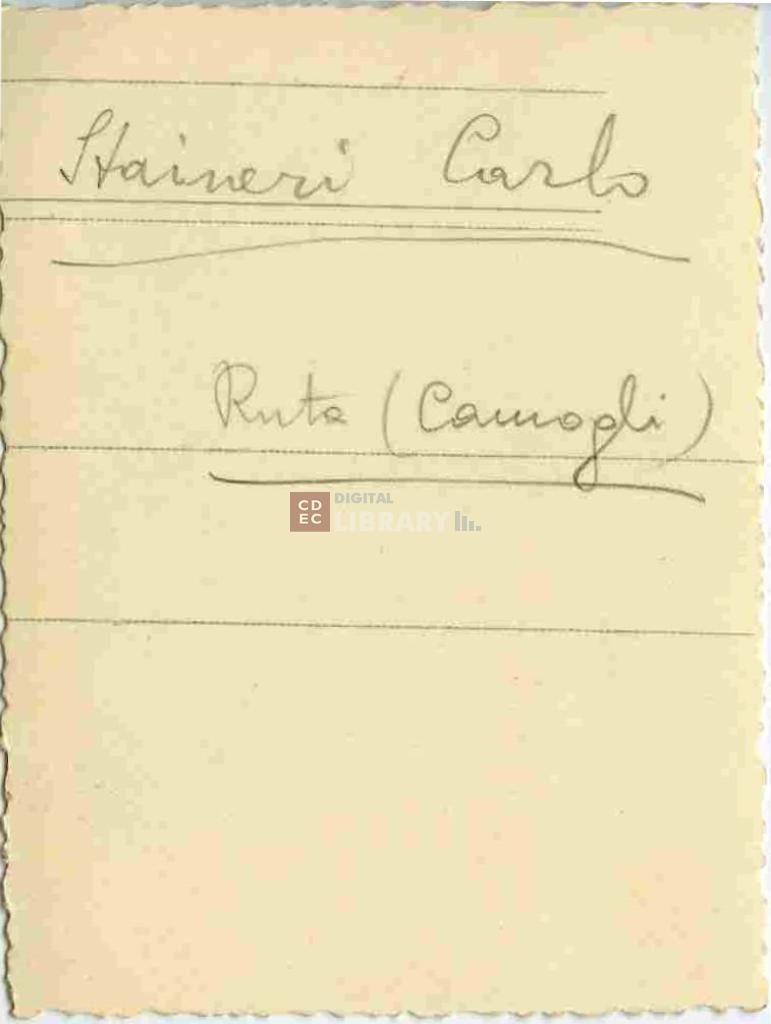 Staineri Carlo
Ruta (Camogli)
CDEC DIGITAL LIBRARY